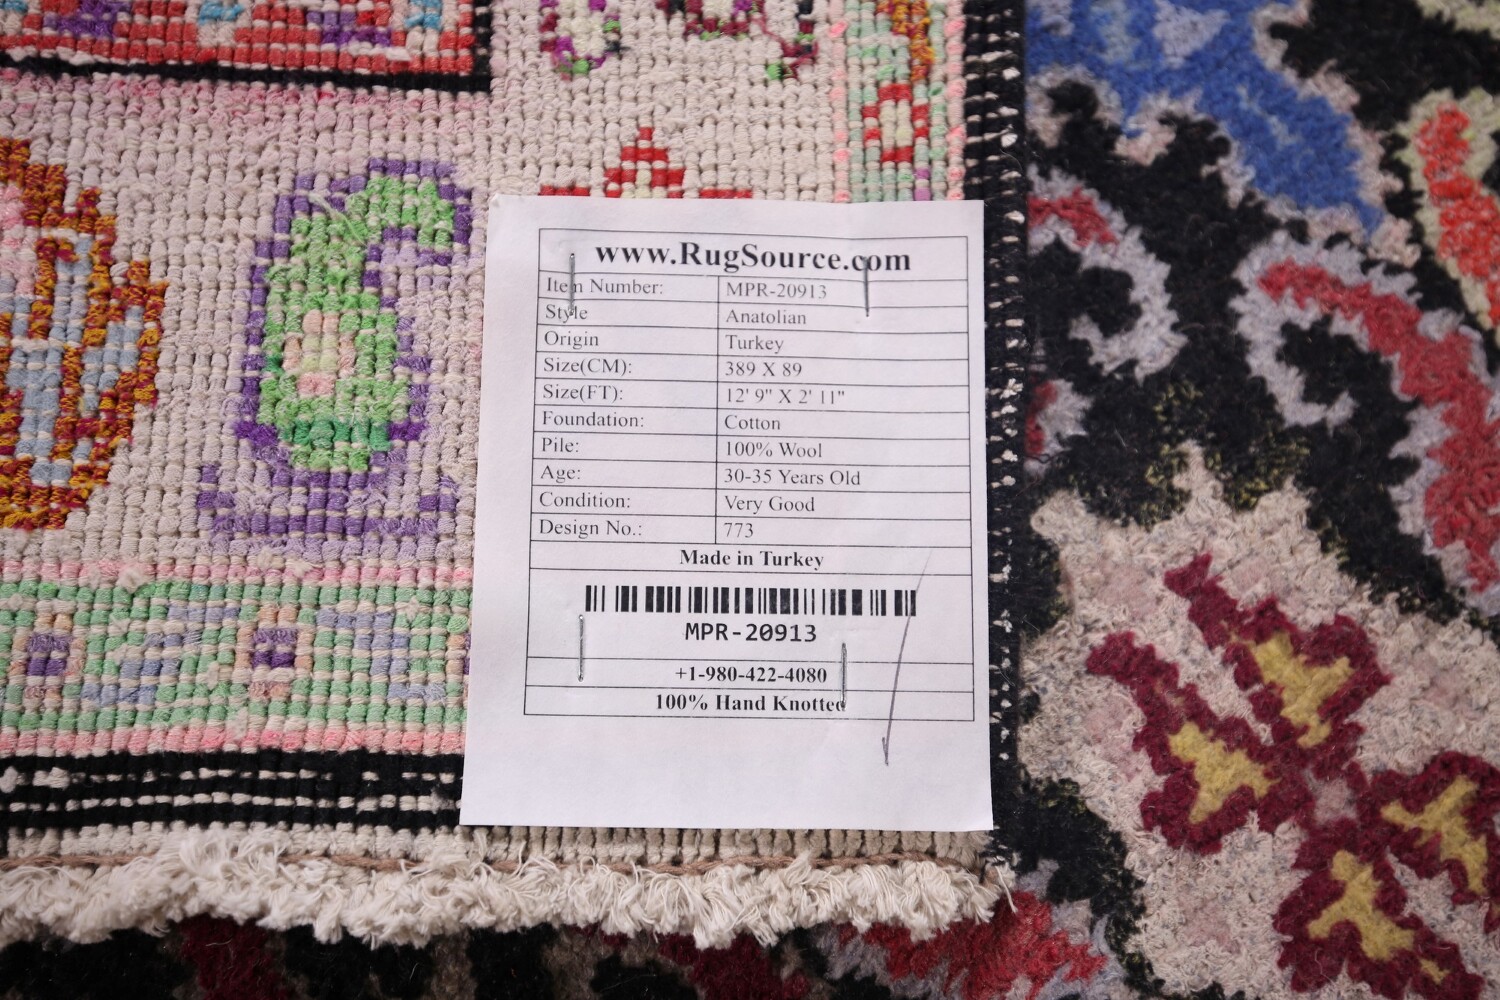 www.RugSource.com
Item Number: MPR-20913
Style Anatolian
Origin Turkey
Size(CM): 389 X 89
Size(FT): 12' 9" X 2' 11"
Foundation: Cotton
Pile: 100% Wool
Age: 30-35 Years Old
Condition: Very Good
Design No.: 773
Made in Turkey
MPR-20913
+1-980-422-4080
100% Hand Knotted